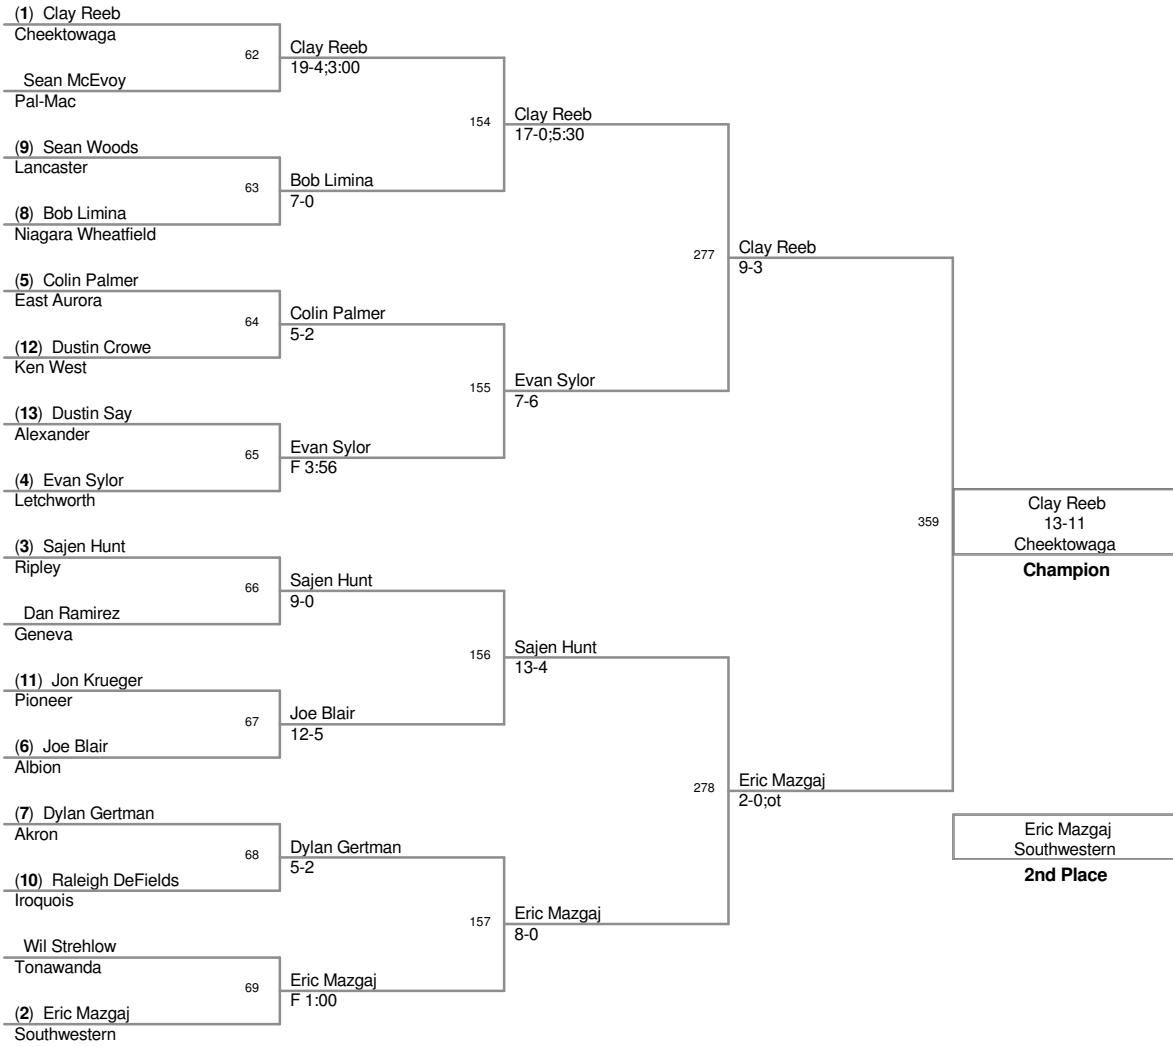 (1) Clay Reeb
Cheektowaga
62
Sean McEvoy
Pal-Mac
Clay Reeb
19-4;3:00
(9) Sean Woods
Lancaster
63
(8) Bob Limina
Niagara Wheatfield
Bob Limina
7-0
154
Clay Reeb
17-0;5:30
(5) Colin Palmer
East Aurora
64
(12) Dustin Crowe
Ken West
Colin Palmer
5-2
(13) Dustin Say
Alexander
65
(4) Evan Sylor
Letchworth
Evan Sylor
F 3:56
155
Evan Sylor
7-6
277
Clay Reeb
9-3
(3) Sajen Hunt
Ripley
66
Dan Ramirez
Geneva
Sajen Hunt
9-0
(11) Jon Krueger
Pioneer
67
(6) Joe Blair
Albion
Joe Blair
12-5
156
Sajen Hunt
13-4
(7) Dylan Gertman
Akron
68
(10) Raleigh DeFields
Iroquois
Dylan Gertman
5-2
Wil Strehlow
Tonawanda
69
(2) Eric Mazgaj
Southwestern
Eric Mazgaj
F 1:00
157
Eric Mazgaj
8-0
278
Eric Mazgaj
2-0;ot
359
Clay Reeb
13-11
Cheektowaga
Champion
Eric Mazgaj
Southwestern
2nd Place